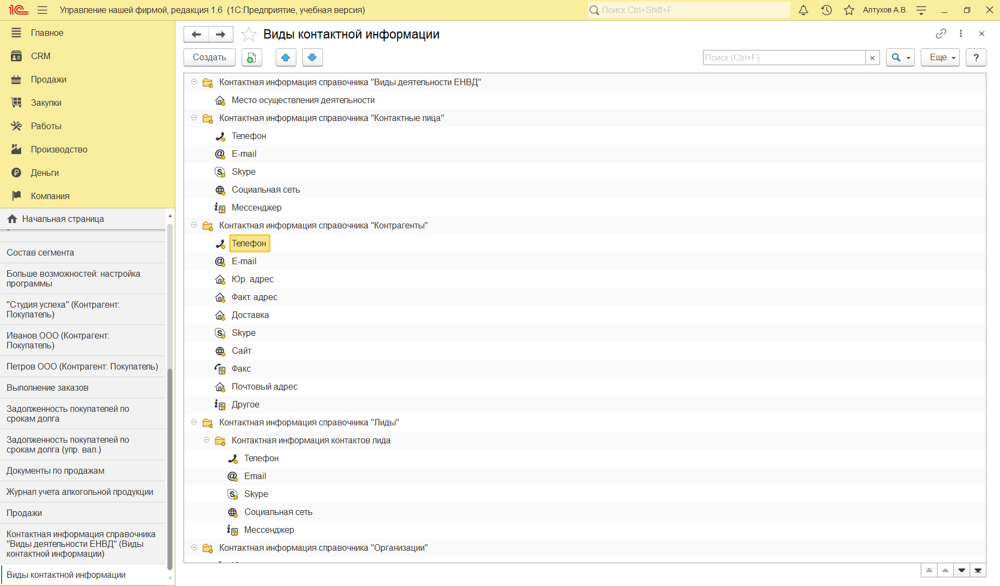 1С Управление нашей фирмой, редакция 1.6 (1С:Предприятие, учебная версия)
Поиск Ctrl+Shift+F
Алтухов А.В.
Главное
CRM
Продажи
Закупки
Работы
Производство
Деньги
Компания
Начальная страница
Состав сегмента
Больше возможностей: настройка
программы
"Студия успеха" (Контрагент:
Покупатель)
Иванов ООО (Контрагент:
Покупатель)
Петров ООО (Контрагент: Покупатель)
Выполнение заказов
Задолженность покупателей по
срокам долга
Задолженность покупателей по
срокам долга (упр. вал.)
Документы по продажам
Журнал учета алкогольной продукции
Продажи
Контактная информация справочника
"Виды деятельности ЕНВД" (Виды
контактной информации)
Виды контактной информации
Виды контактной информации
Создать
Поиск (Ctrl+F)
Еще
?
Контактная информация справочника "Виды деятельности ЕНВД"
Место осуществления деятельности
Контактная информация справочника "Контактные лица"
Телефон
E-mail
Skype
Социальная сеть
Мессенджер
Контактная информация справочника "Контрагенты"
Телефон
E-mail
Юр. адрес
Факт. адрес
Доставка
Skype
Сайт
Факс
Почтовый адрес
Другое
Контактная информация справочника "Лиды"
Контактная информация контактов лида
Телефон
Email
Skype
Социальная сеть
Мессенджер
Контактная информация справочника "Организации"